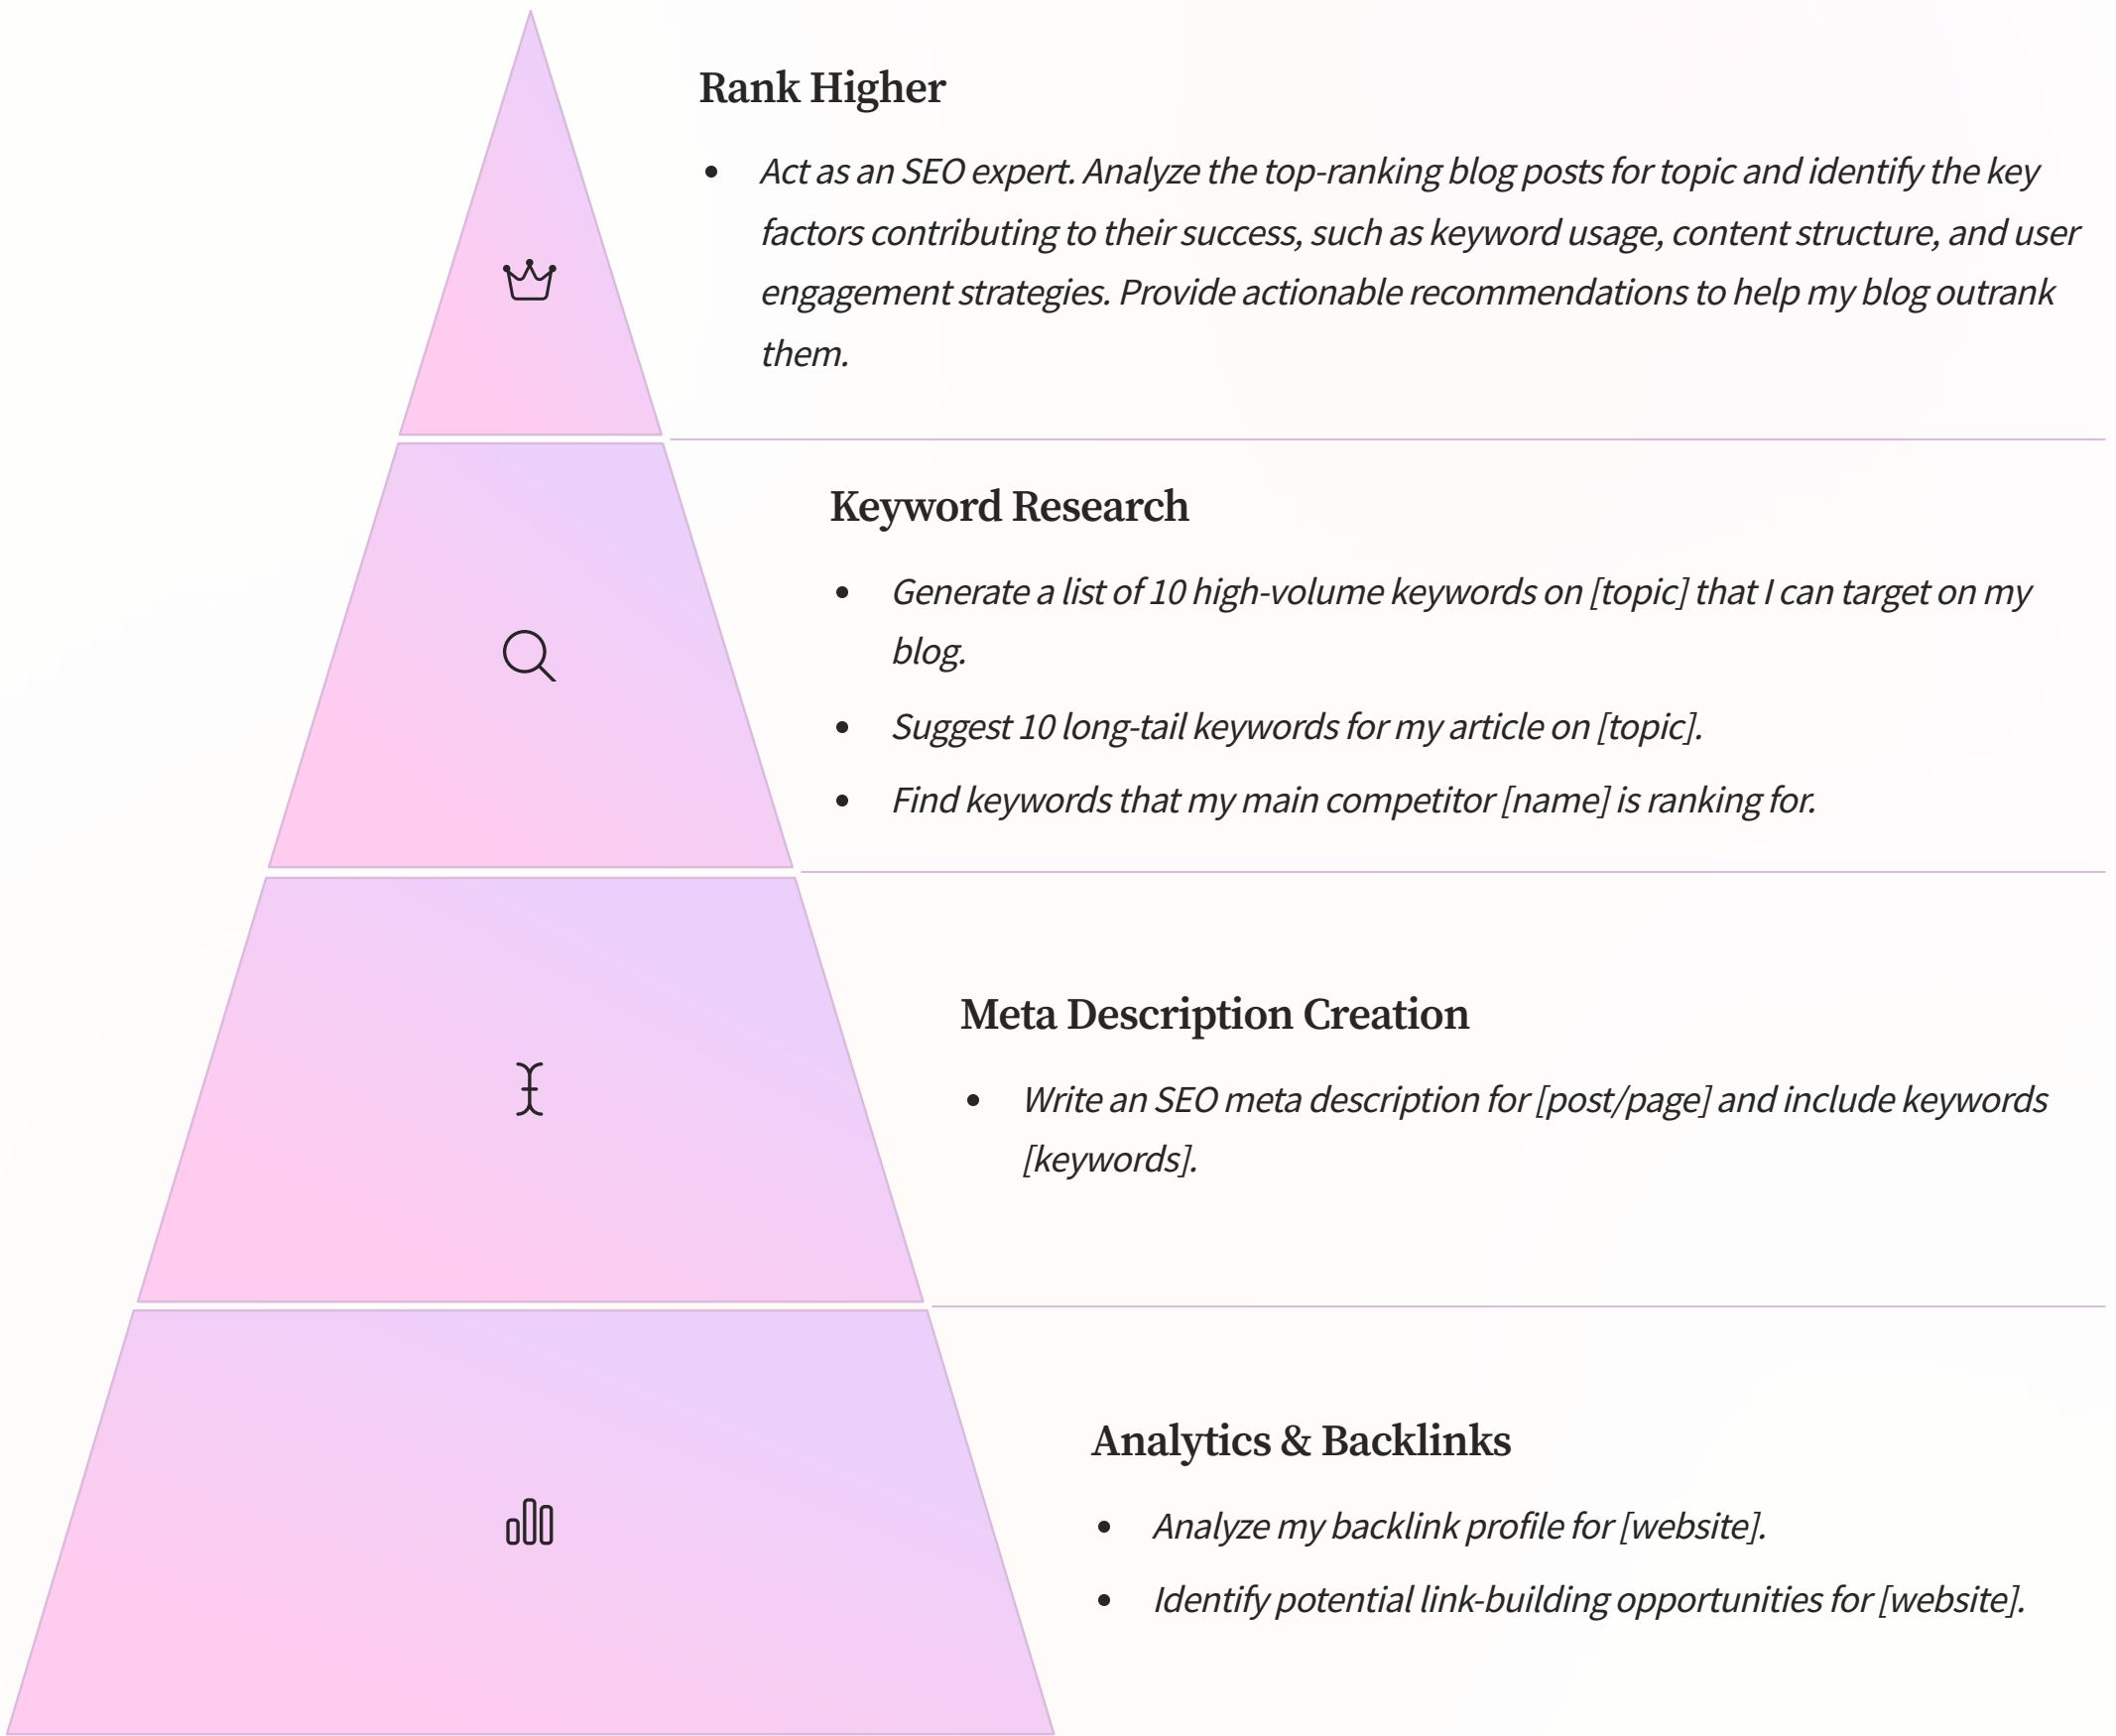 Rank Higher
• Act as an SEO expert. Analyze the top-ranking blog posts for topic and identify the key
factors contributing to their success, such as keyword usage, content structure, and user
engagement strategies. Provide actionable recommendations to help my blog outrank
them.
Keyword Research
• Generate a list of 10 high-volume keywords on [topic] that I can target on my
blog.
• Suggest 10 long-tail keywords for my article on [topic].
• Find keywords that my main competitor [name] is ranking for.
Meta Description Creation
• Write an SEO meta description for [post/page] and include keywords
[keywords].
Analytics & Backlinks
• Analyze my backlink profile for [website].
• Identify potential link-building opportunities for [website].